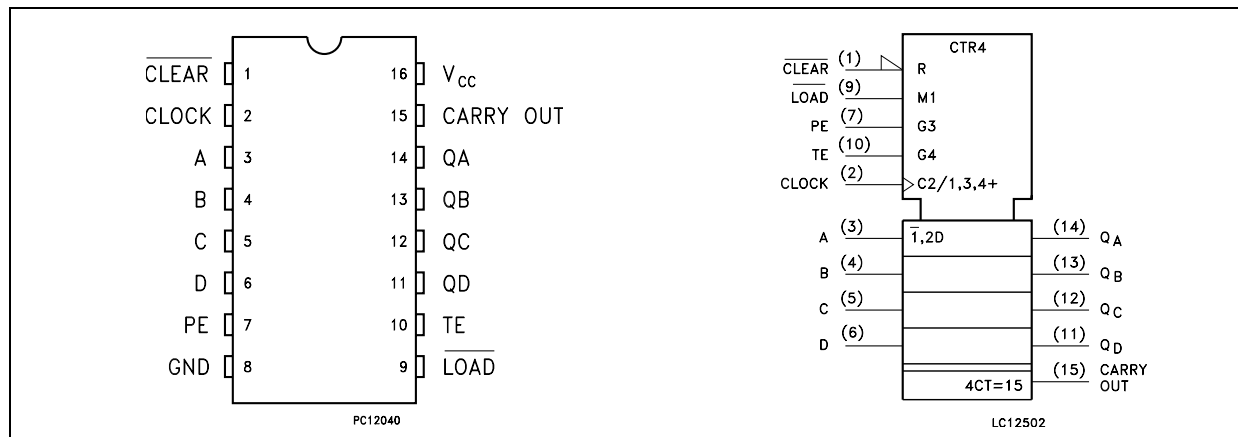 CLEAR 1 16 VCC
CLOCK 2 15 CARRY OUT
A 3 14 QA
B 4 13 QB
C 5 12 QC
D 6 11 QD
PE 7 10 TE
GND 8 9 LOAD
PC12040
CTR4
CLEAR (1) R
LOAD (9) M1
PE (7) G3
TE (10) G4
CLOCK (2) C2/1,3,4+
A (3) 1̅,2D (14) QA
B (4) (13) QB
C (5) (12) QC
D (6) (11) QD
4CT=15 (15) CARRY
OUT
LC12502